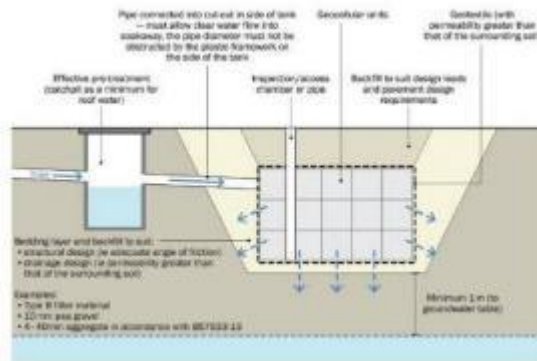 Pipe connected into cut-out in side of tank
— must allow clear water flow into
soakaway, the pipe diameter must not be
obstructed by the plastic framework on
the side of the tank
Geocellular units
Geotextile (with
permeability greater than
that of the surrounding soil)
Effective pre-treatment
(catchpit as a minimum for
roof water)
Inspection/access
chamber or pipe
Backfill to suit design loads
and pavement design
requirements
Bedding layer and backfill to suit:
• structural design (ie adequate angle of friction)
• drainage design (ie permeability greater than
that of the surrounding soil)
Examples:
• Type B filter material
• 10 mm pea gravel
• 4–40mm aggregate in accordance with
Minimum 1 m (to
groundwater table)